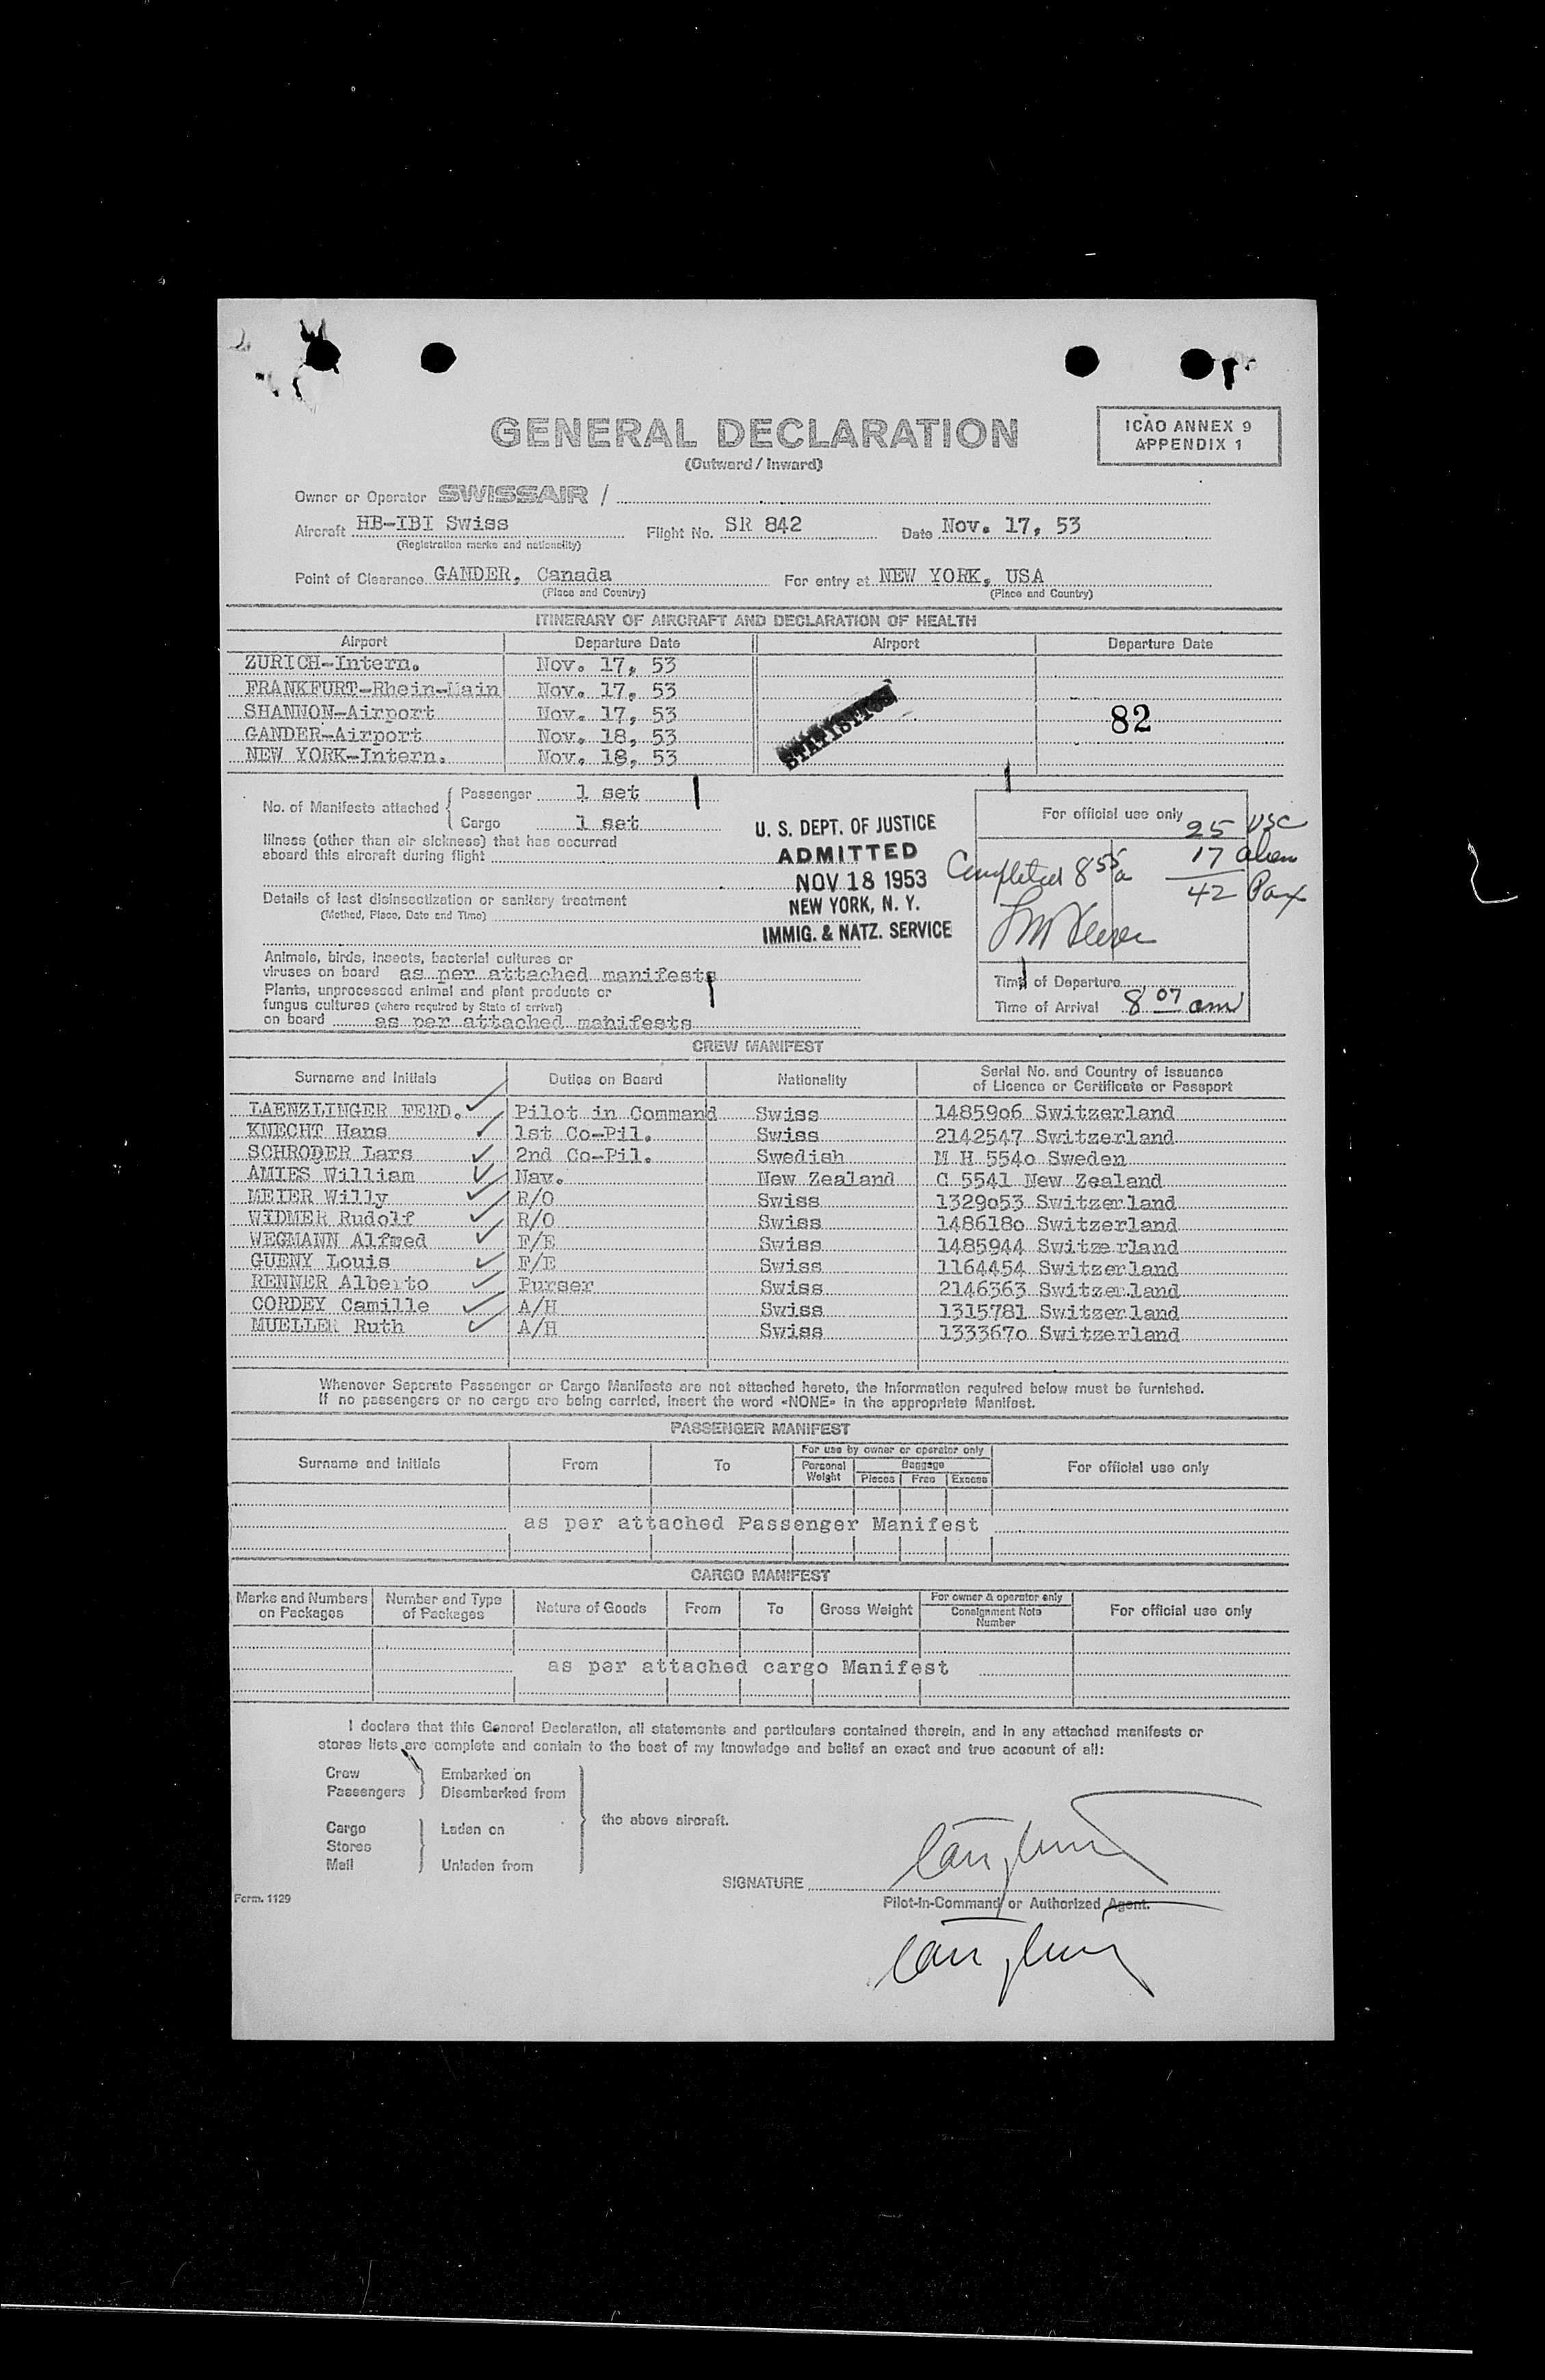 GENERAL DECLARATION
(Outward / Inward)
ICAO ANNEX 9
APPENDIX 1
Owner or Operator SWISSAIR /
Aircraft HB-IBI Swiss Flight No. SR 842 Date Nov. 17, 53
(Registration marks and nationality)
Point of Clearance GANDER, Canada For entry at NEW YORK, USA
(Place and Country) (Place and Country)
ITINERARY OF AIRCRAFT AND DECLARATION OF HEALTH
Airport Departure Date Airport Departure Date
ZURICH-Intern. Nov. 17, 53
FRANKFURT-Rhein-Main Nov. 17, 53
SHANNON-Airport Nov. 17, 53
GANDER-Airport Nov. 18, 53
NEW YORK-Intern. Nov. 18, 53
STATISTICS
82
No. of Manifests attached { Passenger 1 set
Cargo 1 set
Illness (other than air sickness) that has occurred
aboard this aircraft during flight
Details of last disinsectization or sanitary treatment
(Method, Place, Date and Time)
Animals, birds, insects, bacterial cultures or
viruses on board as per attached manifests
Plants, unprocessed animal and plant products or
fungus cultures (where required by State of arrival)
on board as per attached manifests
U. S. DEPT. OF JUSTICE
ADMITTED
NOV 18 1953
NEW YORK, N. Y.
IMMIG. & NATZ. SERVICE
For official use only
25 USC
17 alien
42 Pax
Completed 8 55 a
Time of Departure
Time of Arrival 8 07 am
CREW MANIFEST
Surname and Initials Duties on Board Nationality Serial No. and Country of Issuance
of Licence or Certificate or Passport
LAENZLINGER FERD. Pilot in Command Swiss 1485906 Switzerland
KNECHT Hans 1st Co-Pil. Swiss 2142547 Switzerland
SCHRODER Lars 2nd Co-Pil. Swedish M H 5540 Sweden
AMIES William Nav. New Zealand C 5541 New Zealand
MEIER Willy R/O Swiss 1329053 Switzerland
WIDMER Rudolf R/O Swiss 1486180 Switzerland
WEGMANN Alfred F/E Swiss 1485944 Switzerland
GUENY Louis F/E Swiss 1164454 Switzerland
RENNER Alberto Purser Swiss 2146363 Switzerland
CORDEY Camille A/H Swiss 1315781 Switzerland
MUELLER Ruth A/H Swiss 1333670 Switzerland
Whenever Separate Passenger or Cargo Manifests are not attached hereto, the information required below must be furnished.
If no passengers or no cargo are being carried, insert the word «NONE» in the appropriate Manifest.
PASSENGER MANIFEST
Surname and Initials From To For use by owner or operator only For official use only
Personal Weight Baggage
Pieces Free Excess
as per attached Passenger Manifest
CARGO MANIFEST
Marks and Numbers on Packages Number and Type of Packages Nature of Goods From To Gross Weight For owner & operator only Consignment Note Number For official use only
as per attached cargo Manifest
I declare that this General Declaration, all statements and particulars contained therein, and in any attached manifests or
stores lists are complete and contain to the best of my knowledge and belief an exact and true account of all:
Crew Embarked on
Passengers Disembarked from
the above aircraft.
Cargo Laden on
Stores
Mail Unladen from
SIGNATURE
Pilot-in-Command or Authorized Agent.
Form. 1129